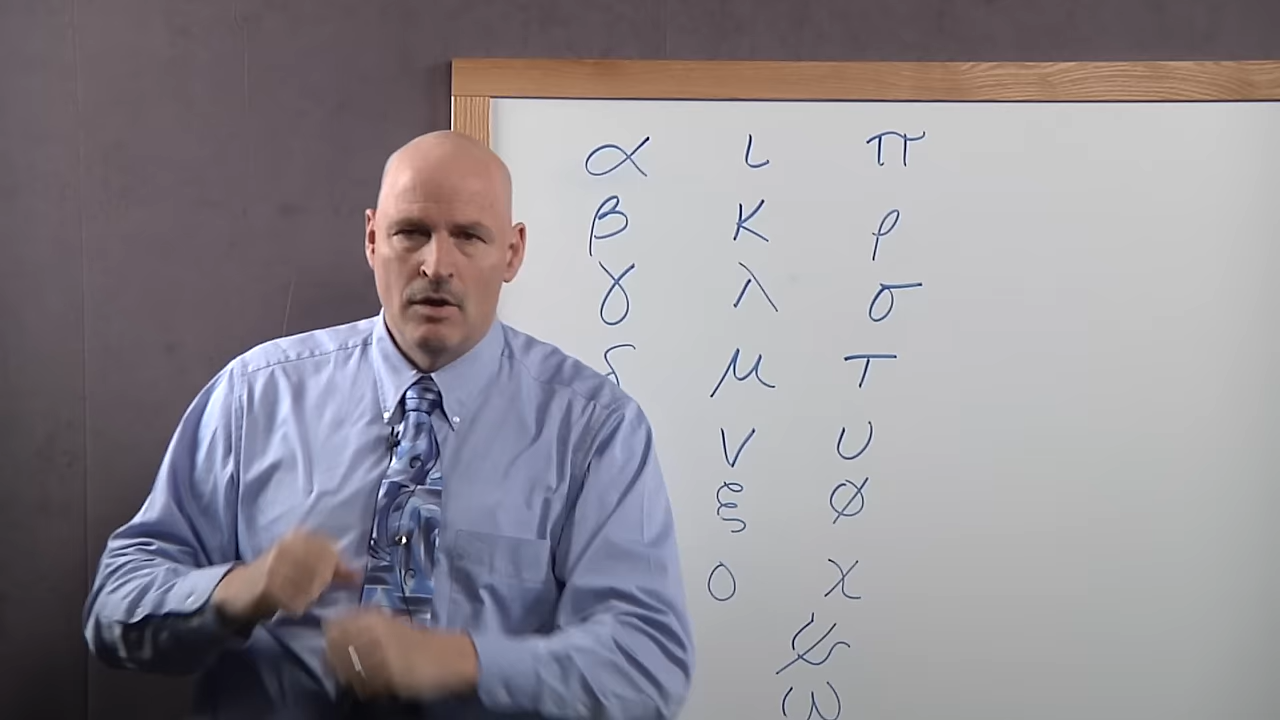 α ι π
β κ ρ
γ λ σ
δ μ τ
ν υ
ξ φ
ο χ
ψ
ω